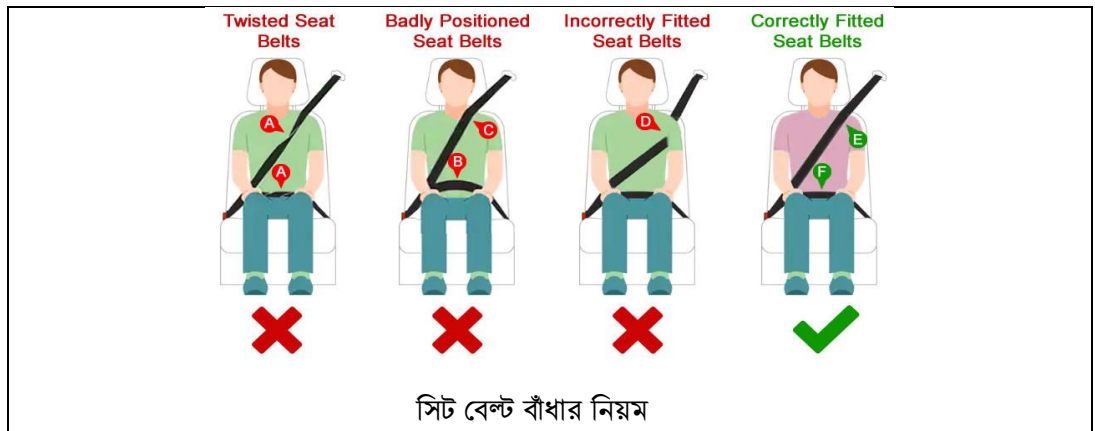 Twisted Seat
Belts
Badly Positioned
Seat Belts
Incorrectly Fitted
Seat Belts
Correctly Fitted
Seat Belts
A
A
C
B
D
E
F
সিট বেল্ট বাঁধার নিয়ম